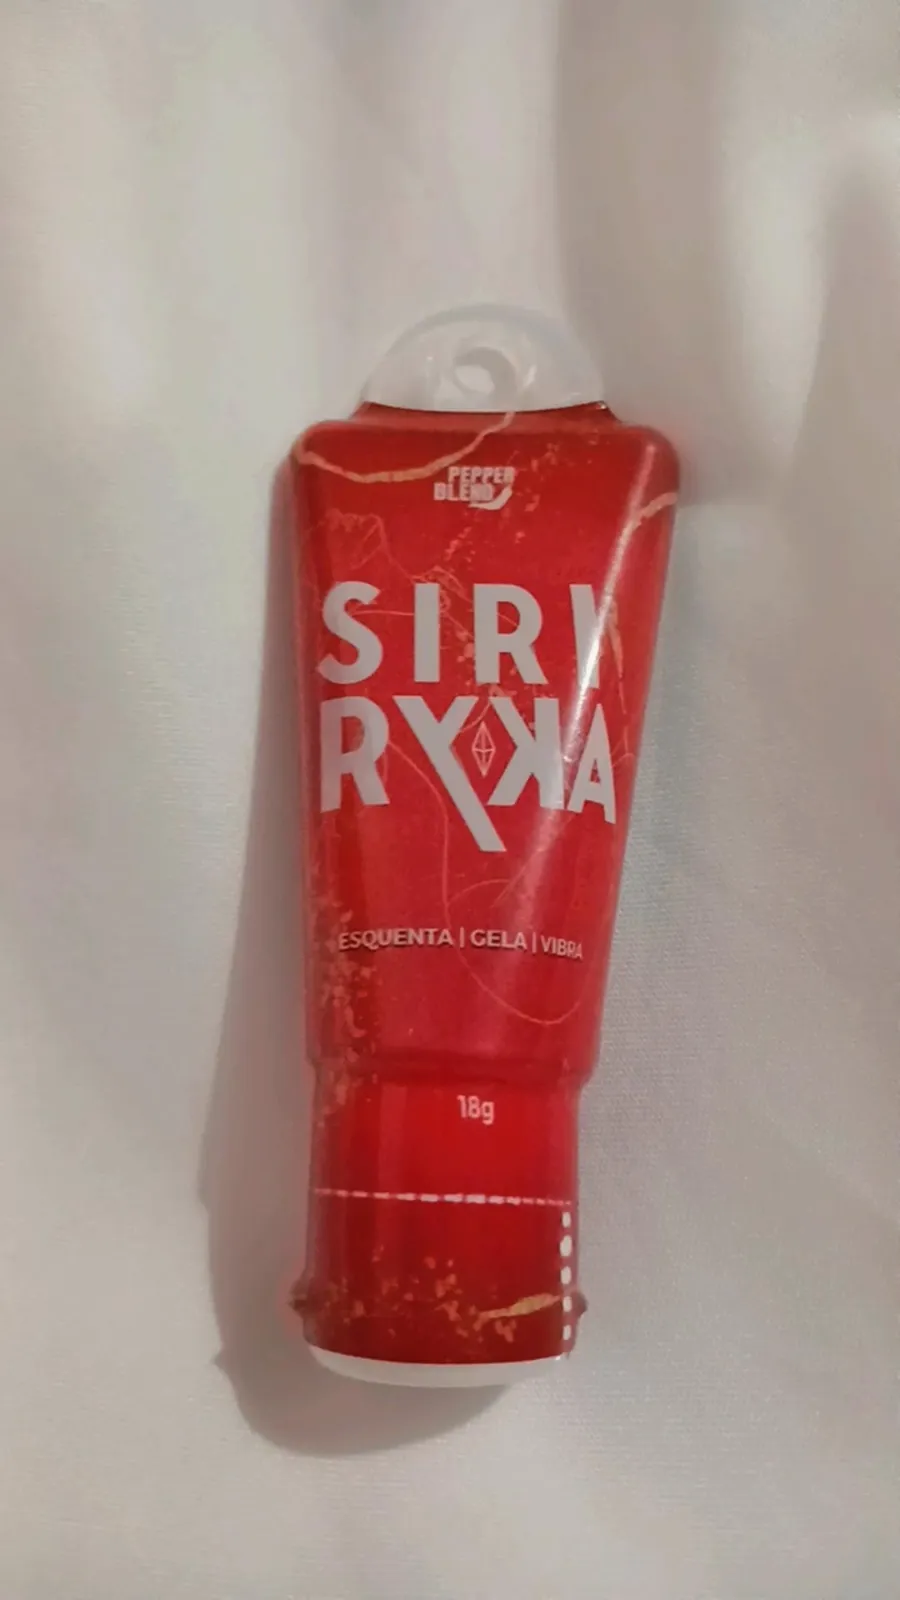 PEPPER
BLEND
SIRI
RYKA
ESQUENTA | GELA | VIBRA
18g